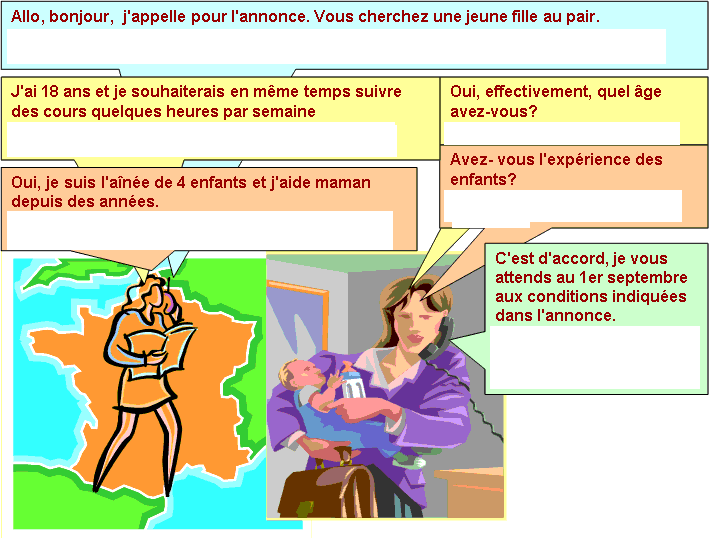 Allo, bonjour,  j'appelle pour l'annonce. Vous cherchez une jeune fille au pair.
Oui, effectivement, quel âge
avez-vous?
J'ai 18 ans et je souhaiterais en même temps suivre
des cours quelques heures par semaine
Avez- vous l'expérience des
enfants?
Oui, je suis l'aînée de 4 enfants et j'aide maman
depuis des années.
C'est d'accord, je vous
attends au 1er septembre
aux conditions indiquées
dans l'annonce.